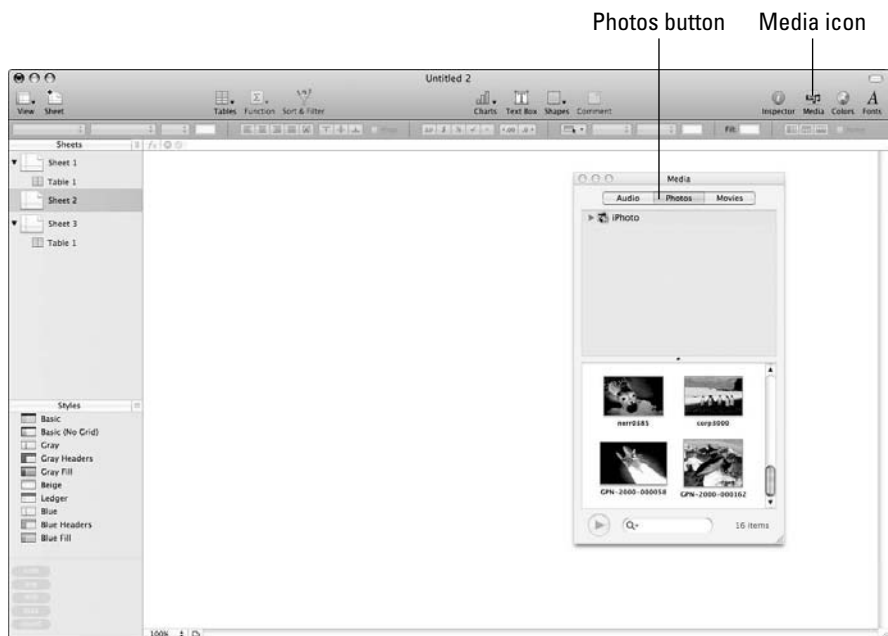 Photos button Media icon
Untitled 2
View Sheet Tables Function Sort & Filter Charts Text Box Shapes Comment Inspector Media Colors Fonts
Fill:
Sheets
Sheet 1
Table 1
Sheet 2
Sheet 3
Table 1
Media
Audio Photos Movies
iPhoto
nerr0385 corp3000
GPN-2000-000058 GPN-2000-000162
16 items
Styles
Basic
Basic (No Grid)
Gray
Gray Headers
Gray Fill
Beige
Ledger
Blue
Blue Headers
Blue Fill
100%